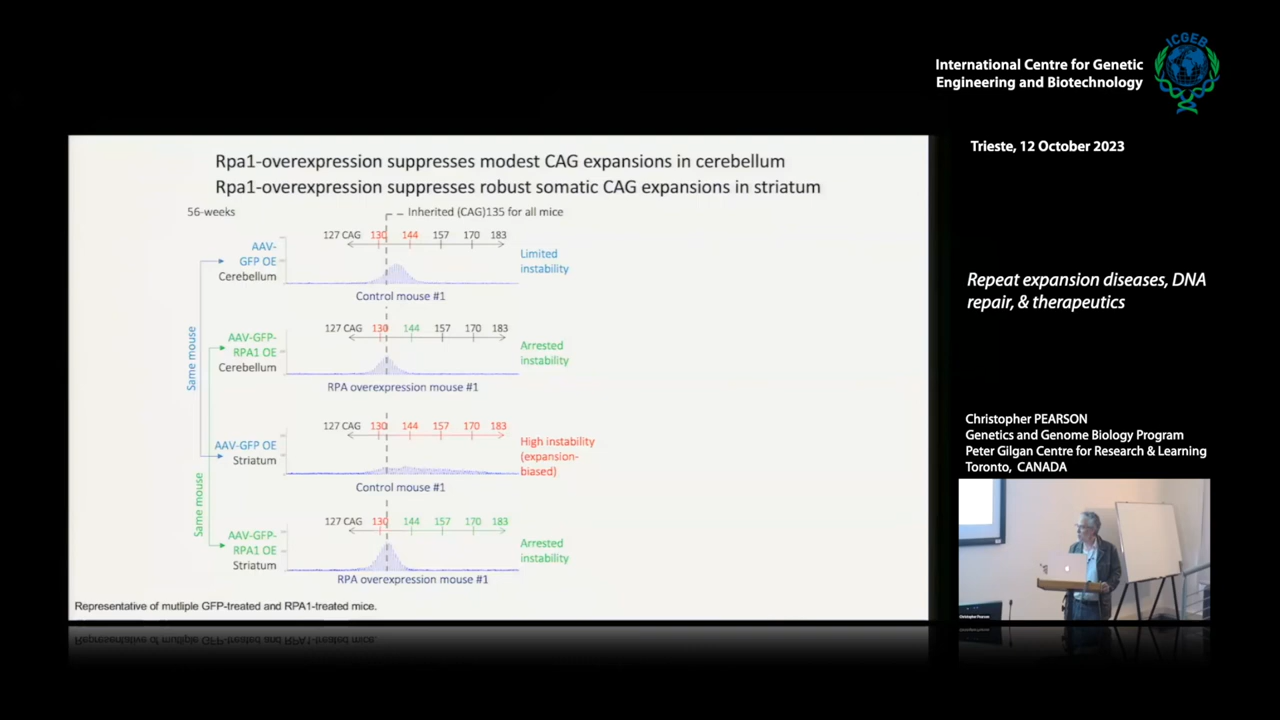 ICGEB
International Centre for Genetic
Engineering and Biotechnology
Trieste, 12 October 2023
Rpa1-overexpression suppresses modest CAG expansions in cerebellum
Rpa1-overexpression suppresses robust somatic CAG expansions in striatum
56-weeks
Inherited (CAG)135 for all mice
127 CAG 130 144 157 170 183
AAV-
GFP OE
Cerebellum
Limited
instability
Control mouse #1
127 CAG 130 144 157 170 183
AAV-GFP-
RPA1 OE
Cerebellum
Arrested
instability
RPA overexpression mouse #1
Same mouse
127 CAG 130 144 157 170 183
AAV-GFP OE
Striatum
High instability
(expansion-
biased)
Control mouse #1
Same mouse
127 CAG 130 144 157 170 183
AAV-GFP-
RPA1 OE
Striatum
Arrested
instability
RPA overexpression mouse #1
Representative of mutliple GFP-treated and RPA1-treated mice.
Repeat expansion diseases, DNA
repair, & therapeutics
Christopher PEARSON
Genetics and Genome Biology Program
Peter Gilgan Centre for Research & Learning
Toronto, CANADA
Christopher Pearson